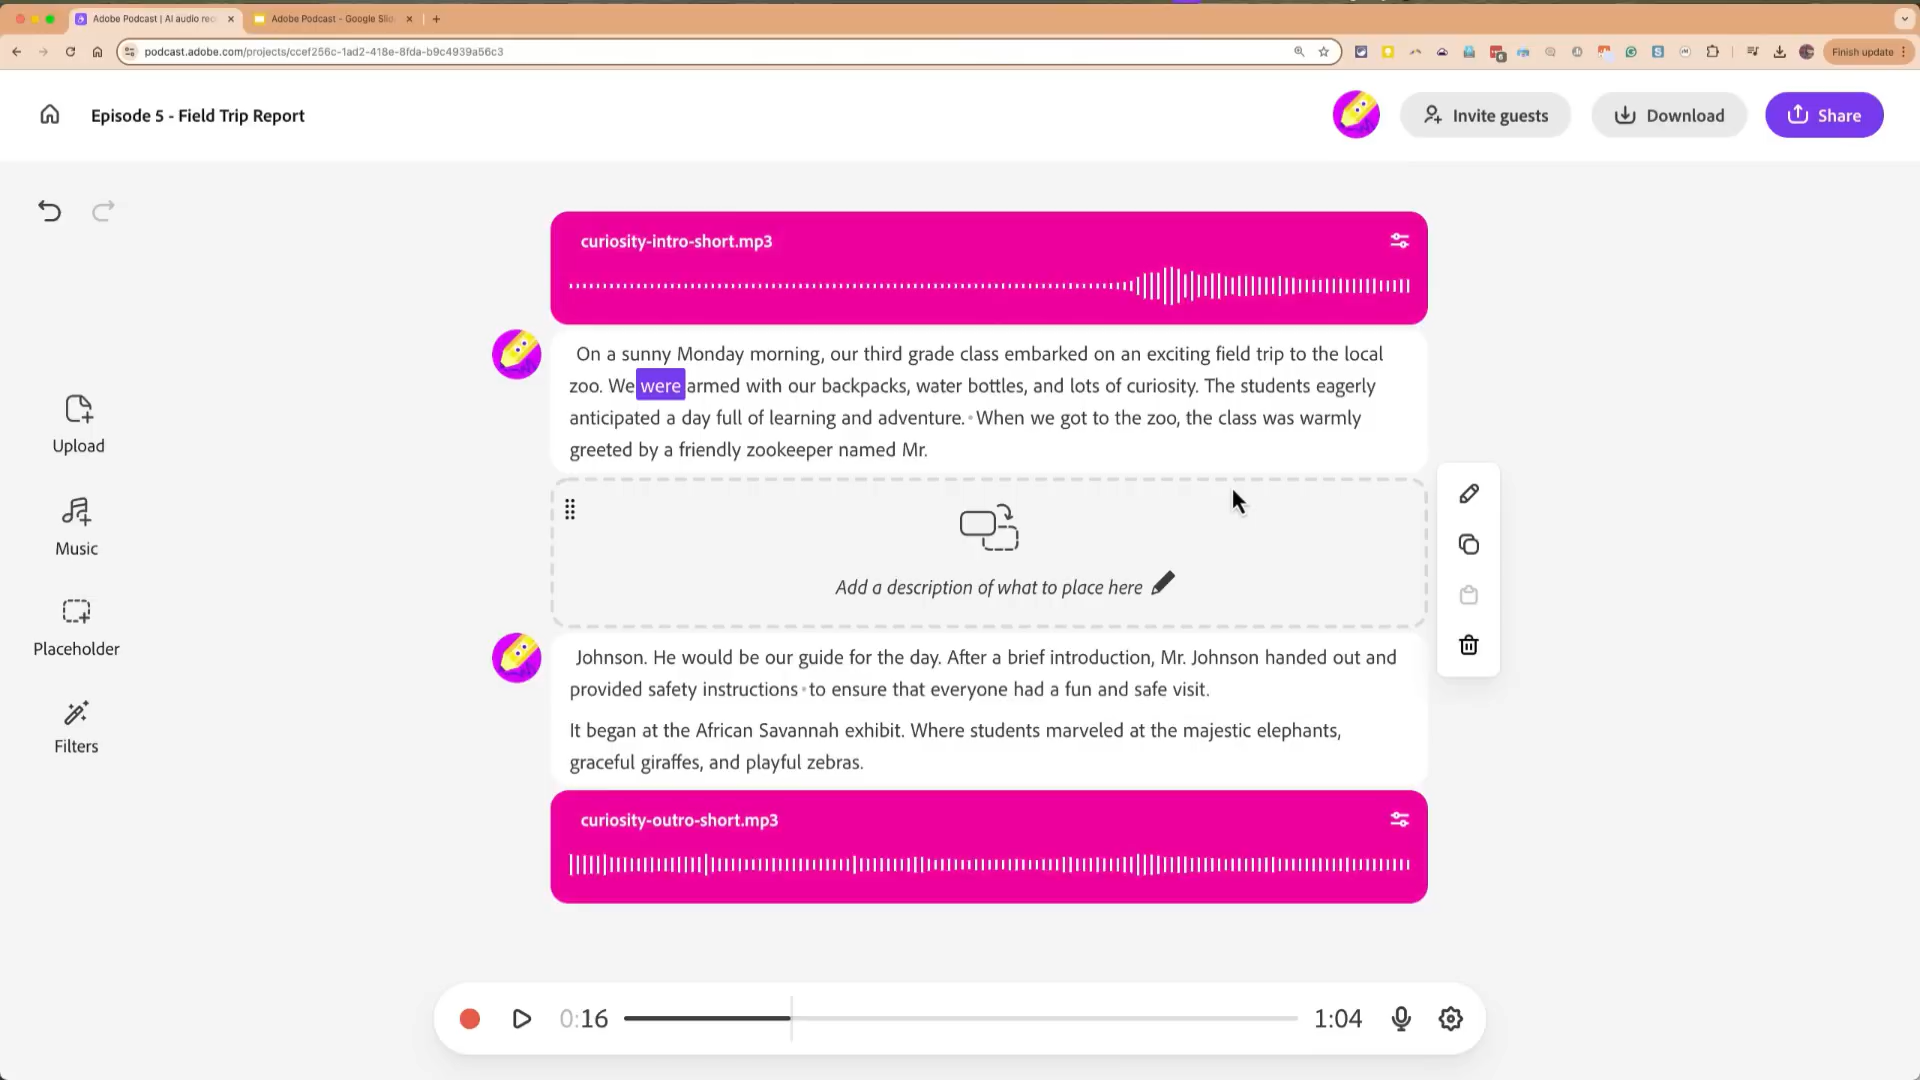 Adobe Podcast | AI audio rec
Adobe Podcast - Google Slid
podcast.adobe.com/projects/ccef256c-1ad2-418e-8fda-b9c4939a56c3
Finish update
Episode 5 - Field Trip Report
Invite guests
Download
Share
curiosity-intro-short.mp3
On a sunny Monday morning, our third grade class embarked on an exciting field trip to the local
zoo. We were armed with our backpacks, water bottles, and lots of curiosity. The students eagerly
anticipated a day full of learning and adventure. When we got to the zoo, the class was warmly
greeted by a friendly zookeeper named Mr.
Upload
Music
Placeholder
Filters
Add a description of what to place here
Johnson. He would be our guide for the day. After a brief introduction, Mr. Johnson handed out and
provided safety instructions to ensure that everyone had a fun and safe visit.
It began at the African Savannah exhibit. Where students marveled at the majestic elephants,
graceful giraffes, and playful zebras.
curiosity-outro-short.mp3
0:16
1:04